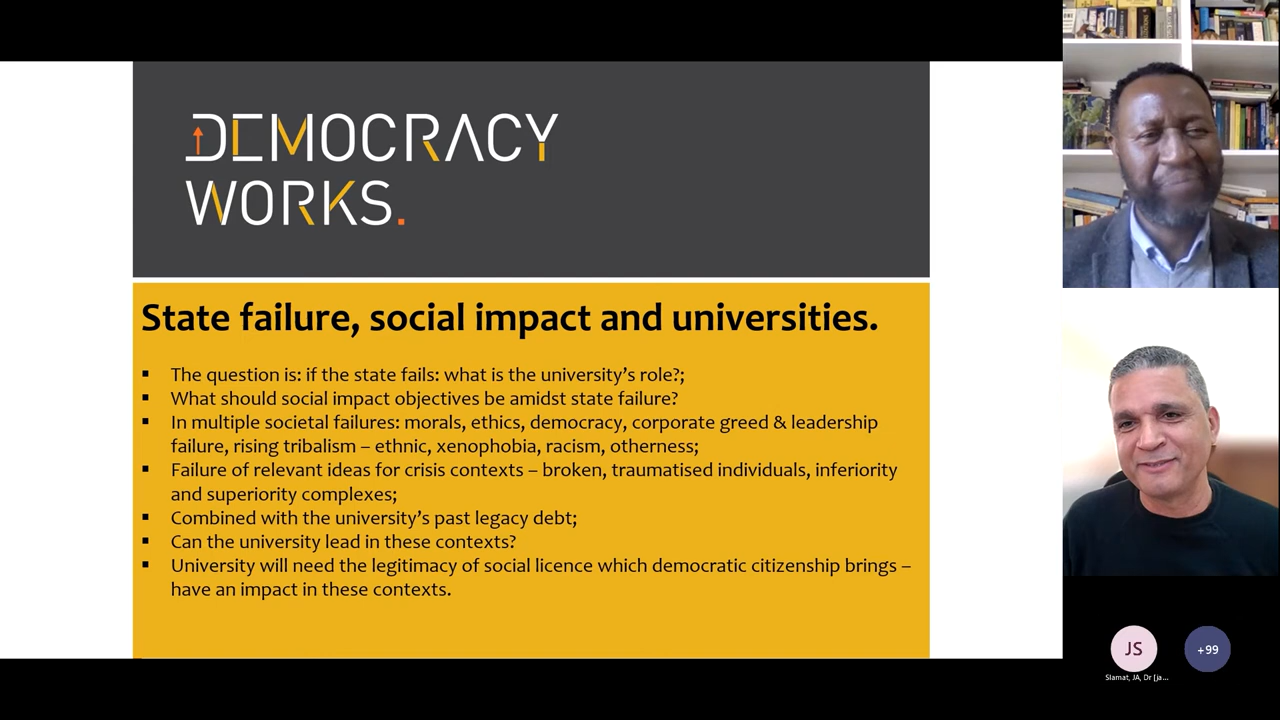 DEMOCRACY
WORKS.
State failure, social impact and universities.
▪ The question is: if the state fails: what is the university’s role?;
▪ What should social impact objectives be amidst state failure?
▪ In multiple societal failures: morals, ethics, democracy, corporate greed & leadership
failure, rising tribalism – ethnic, xenophobia, racism, otherness;
▪ Failure of relevant ideas for crisis contexts – broken, traumatised individuals, inferiority
and superiority complexes;
▪ Combined with the university’s past legacy debt;
▪ Can the university lead in these contexts?
▪ University will need the legitimacy of social licence which democratic citizenship brings –
have an impact in these contexts.
JS
+99
Slamat, JA, Dr [ja...